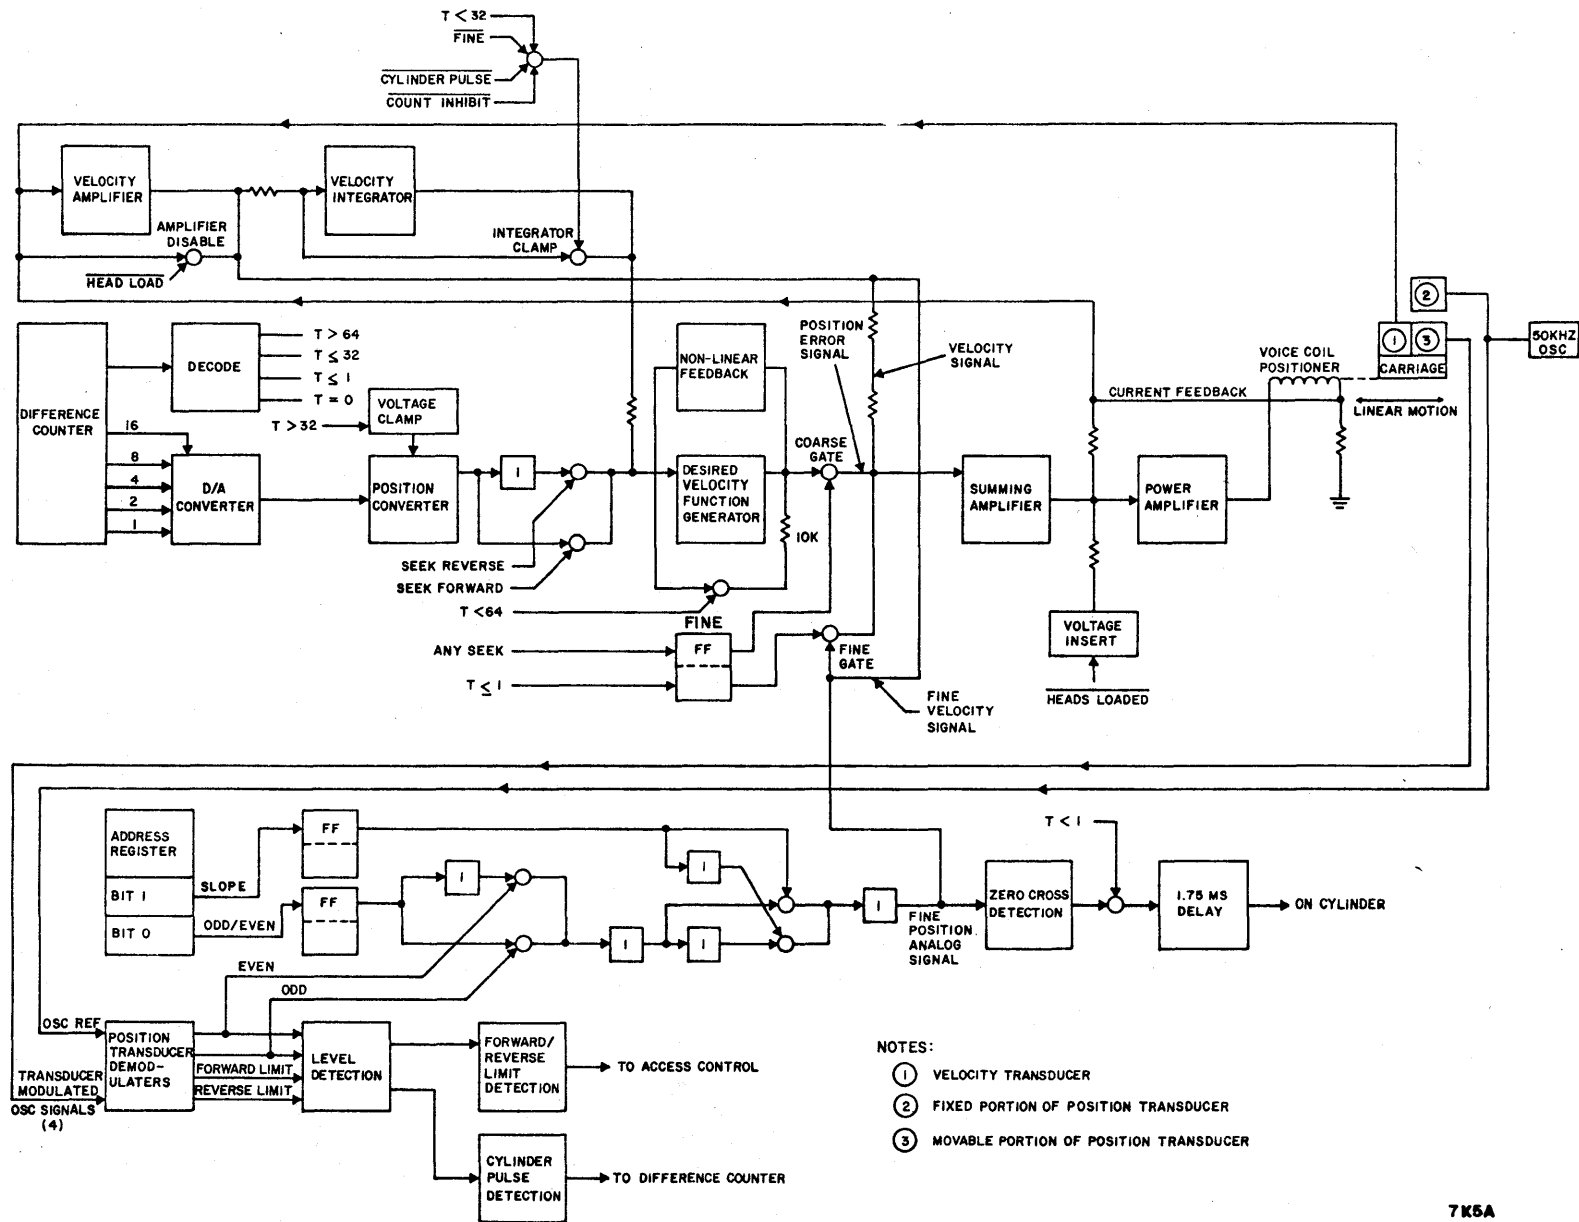 T < 32
FINE
CYLINDER PULSE
COUNT INHIBIT
VELOCITY
AMPLIFIER
VELOCITY
INTEGRATOR
AMPLIFIER
DISABLE
INTEGRATOR
CLAMP
HEAD LOAD
2
50KHZ
OSC
1
3
CARRIAGE
DIFFERENCE
COUNTER
DECODE
T > 64
T ≤ 32
T ≤ 1
T = 0
16
8
4
2
1
D/A
CONVERTER
T > 32
VOLTAGE
CLAMP
POSITION
CONVERTER
I
SEEK REVERSE
SEEK FORWARD
T < 64
NON-LINEAR
FEEDBACK
DESIRED
VELOCITY
FUNCTION
GENERATOR
10K
POSITION
ERROR
SIGNAL
COARSE
GATE
VELOCITY
SIGNAL
VOICE COIL
POSITIONER
CURRENT FEEDBACK
LINEAR MOTION
SUMMING
AMPLIFIER
POWER
AMPLIFIER
VOLTAGE
INSERT
HEADS LOADED
FINE
FF
ANY SEEK
T ≤ 1
FINE
GATE
FINE
VELOCITY
SIGNAL
ADDRESS
REGISTER
BIT 1
BIT 0
SLOPE
ODD/EVEN
FF
FF
I
I
I
I
I
EVEN
ODD
FINE
POSITION
ANALOG
SIGNAL
ZERO CROSS
DETECTION
T < 1
1.75 MS
DELAY
ON CYLINDER
OSC REF
TRANSDUCER
MODULATED
OSC SIGNALS
(4)
POSITION
TRANSDUCER
DEMOD-
ULATERS
FORWARD LIMIT
REVERSE LIMIT
LEVEL
DETECTION
FORWARD/
REVERSE
LIMIT
DETECTION
TO ACCESS CONTROL
CYLINDER
PULSE
DETECTION
TO DIFFERENCE COUNTER
NOTES:
1 VELOCITY TRANSDUCER
2 FIXED PORTION OF POSITION TRANSDUCER
3 MOVABLE PORTION OF POSITION TRANSDUCER
7K5A